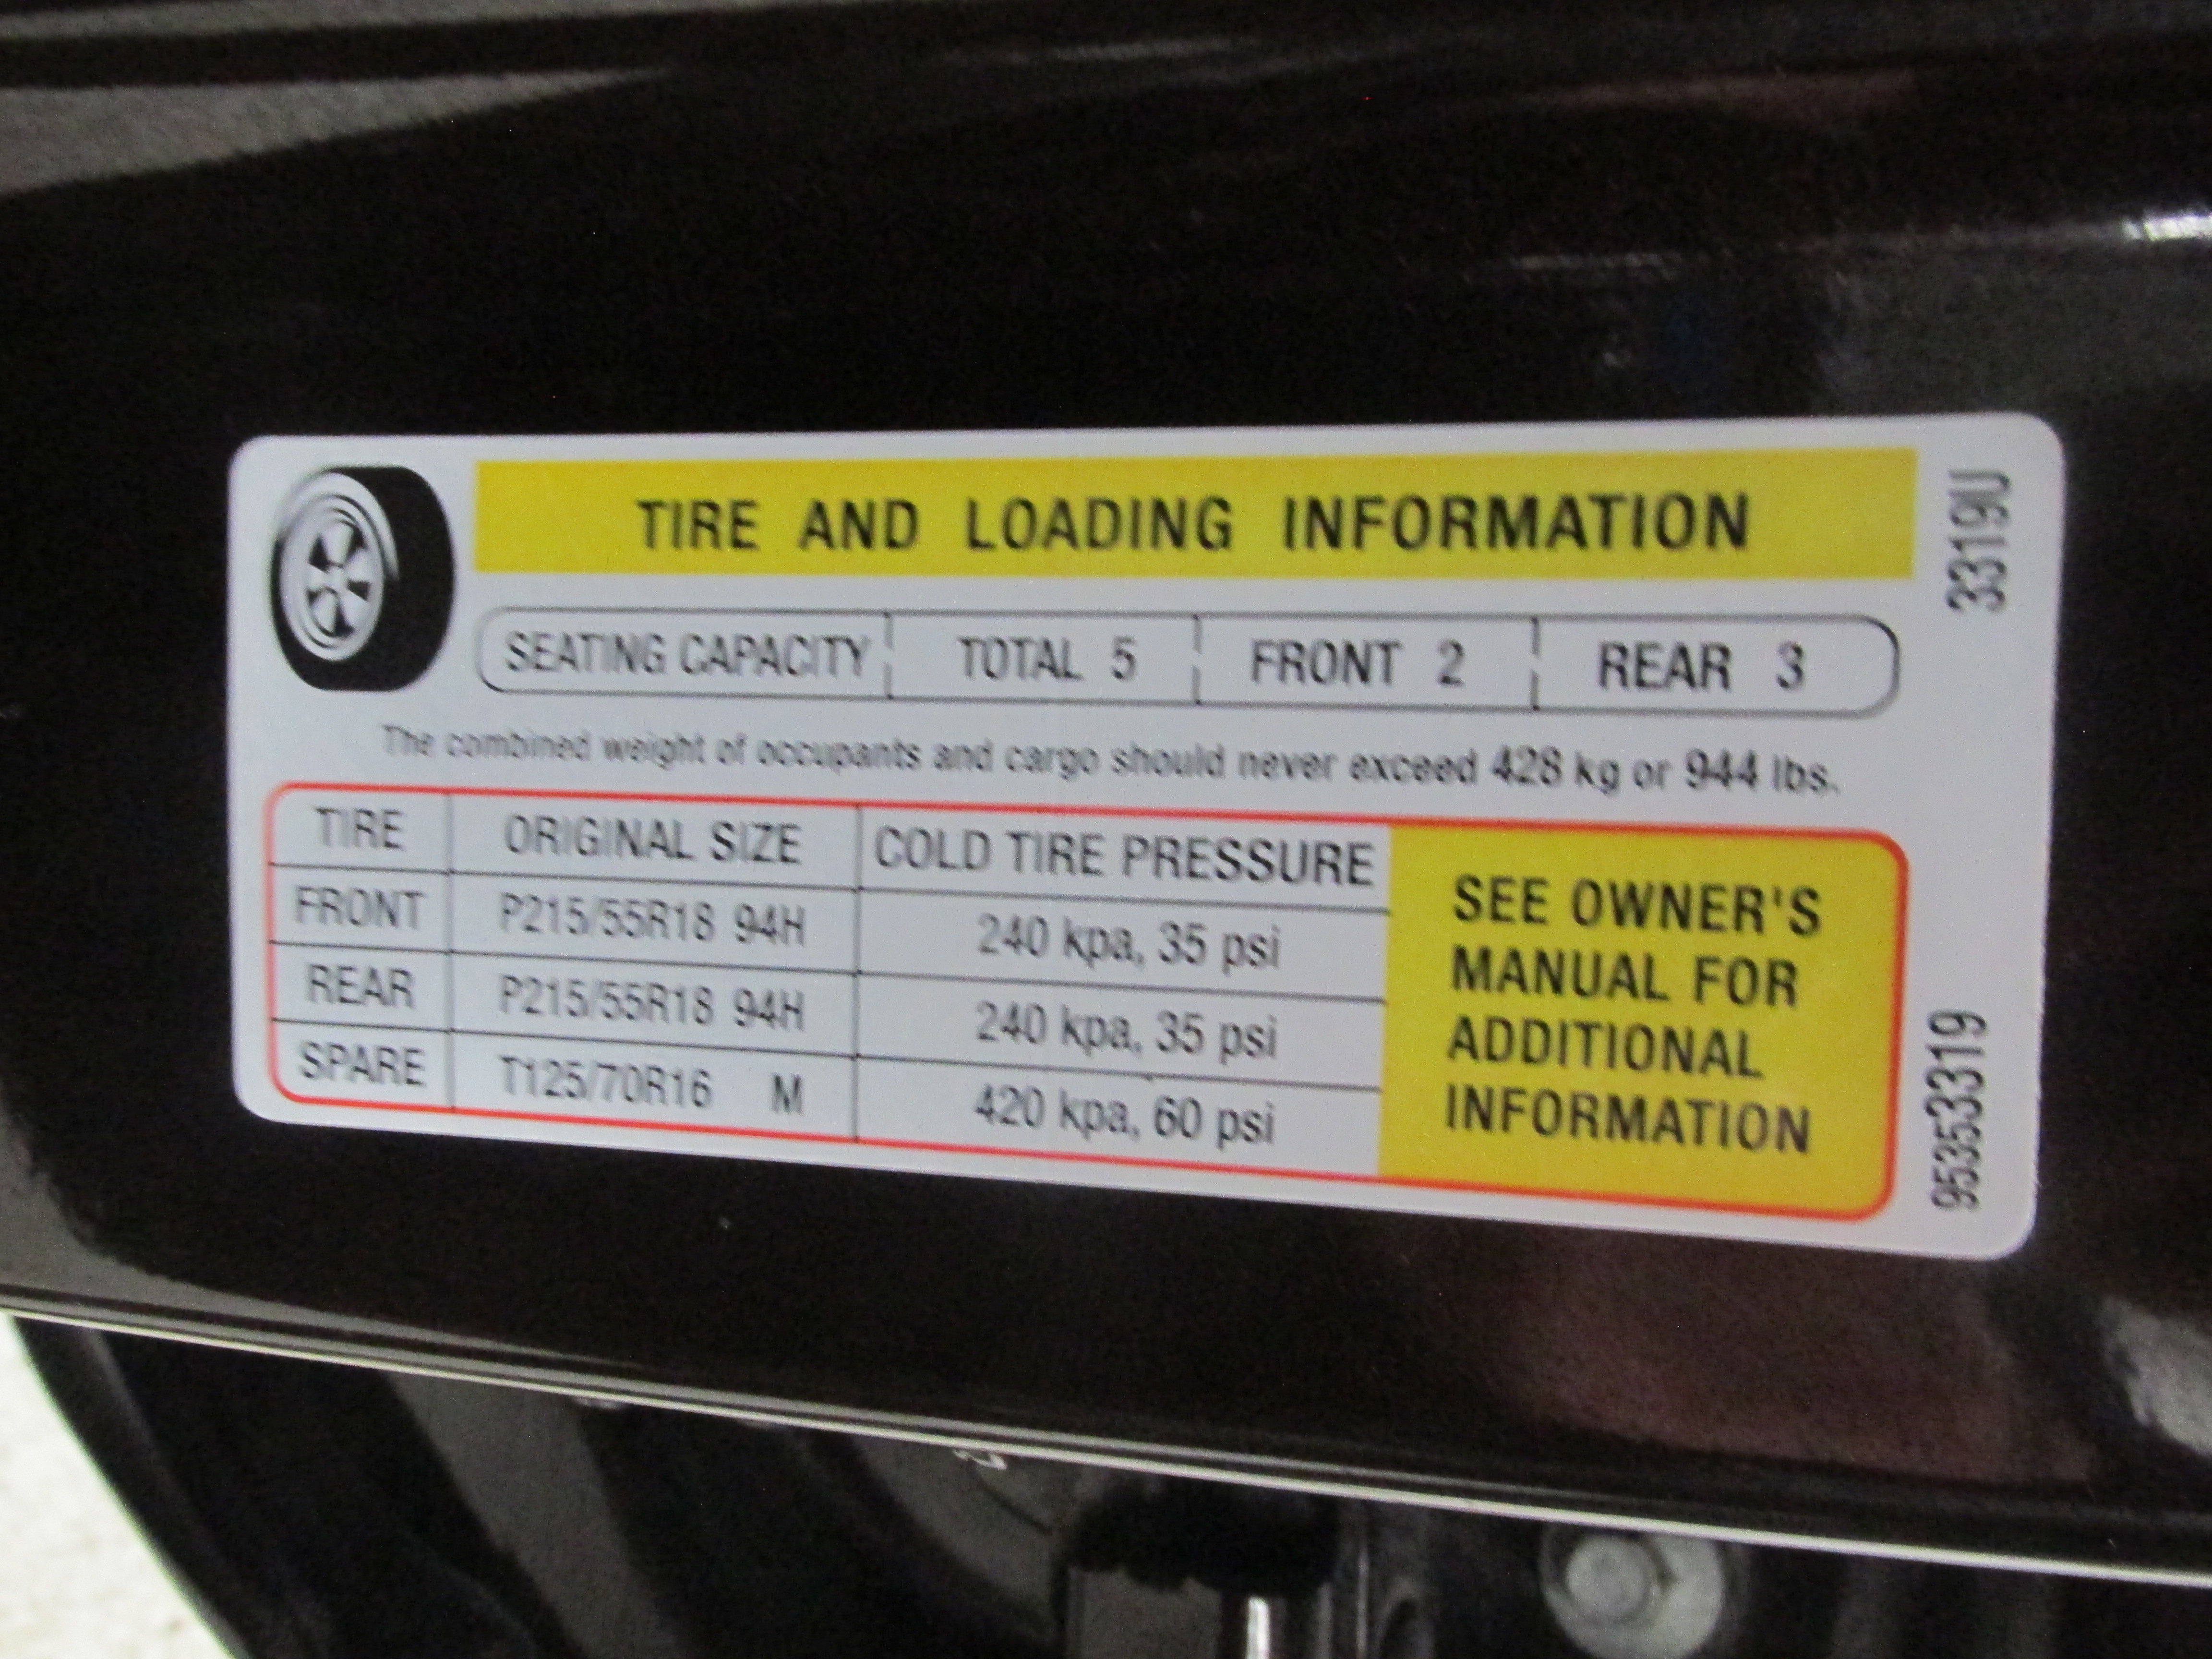 TIRE AND LOADING INFORMATION
3319U
SEATING CAPACITY TOTAL 5 FRONT 2 REAR 3
The combined weight of occupants and cargo should never exceed 428 kg or 944 lbs.
TIRE ORIGINAL SIZE COLD TIRE PRESSURE
FRONT P215/55R18 94H 240 kpa, 35 psi
REAR P215/55R18 94H 240 kpa, 35 psi
SPARE T125/70R16 M 420 kpa, 60 psi
SEE OWNER'S
MANUAL FOR
ADDITIONAL
INFORMATION
95353319